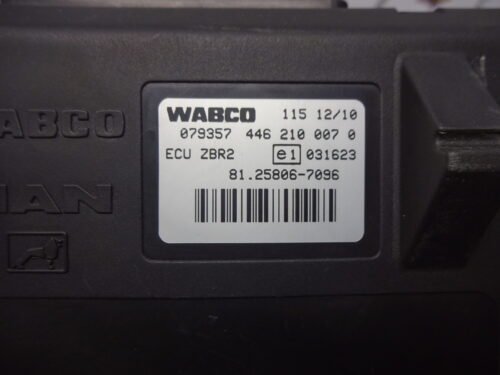 WABCO 115 12/10
079357 446 210 007 0
ECU ZBR2 e1 031623
81.25806-7096
ABCO
MAN